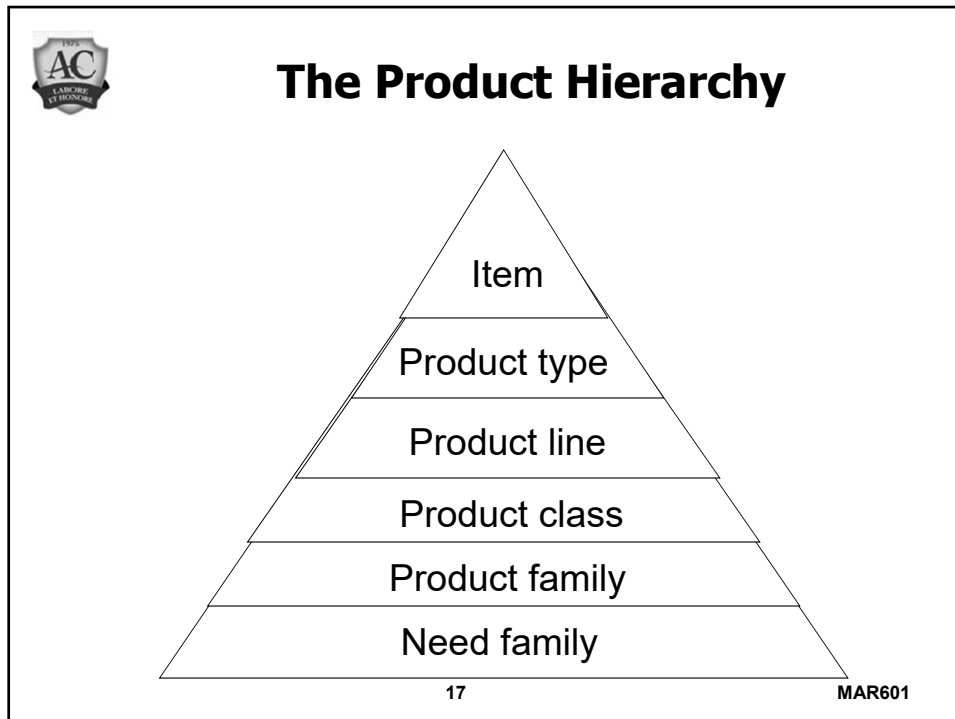 1975
AC
LABORE
ET HONORE
The Product Hierarchy
Item
Product type
Product line
Product class
Product family
Need family
17
MAR601